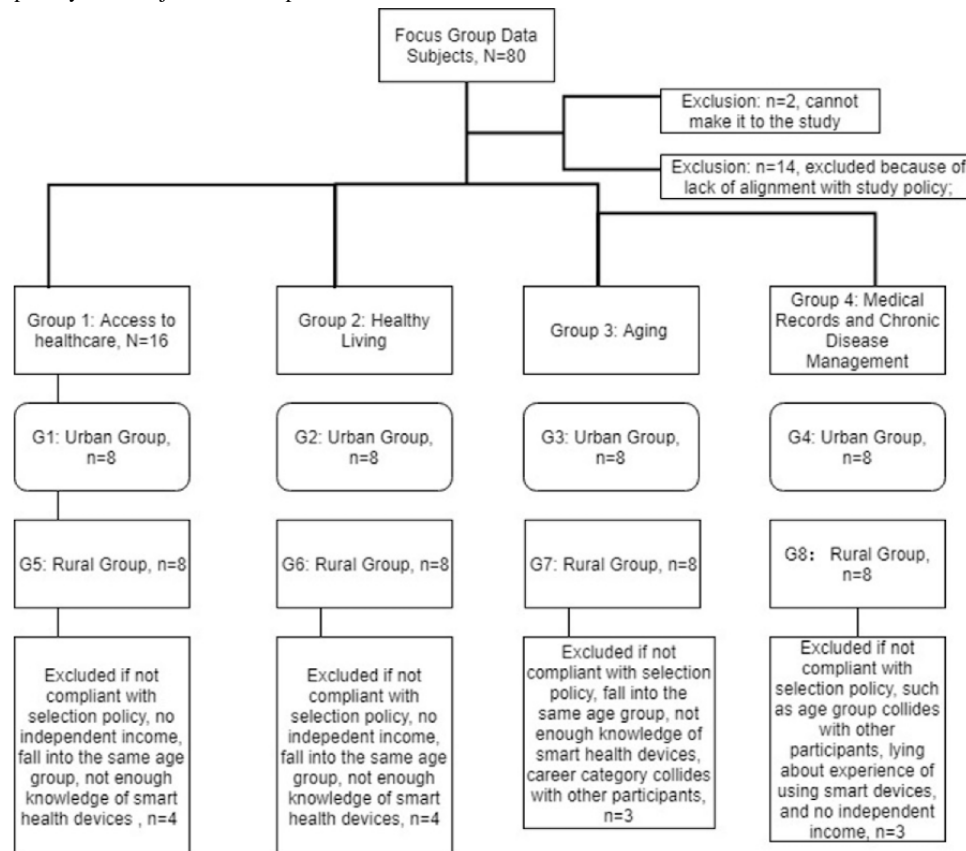 Focus Group Data
Subjects, N=80
Exclusion: n=2, cannot
make it to the study
Exclusion: n=14, excluded because of
lack of alignment with study policy;
Group 1: Access to
healthcare, N=16
Group 2: Healthy
Living
Group 3: Aging
Group 4: Medical
Records and Chronic
Disease
Management
G1: Urban Group,
n=8
G2: Urban Group,
n=8
G3: Urban Group,
n=8
G4: Urban Group,
n=8
G5: Rural Group, n=8
G6: Rural Group, n=8
G7: Rural Group, n=8
G8： Rural Group,
n=8
Excluded if not
compliant with
selection policy, no
independent income,
fall into the same age
group, not enough
knowledge of smart
health devices , n=4
Excluded if not
compliant with
selection policy, no
indepedent income,
fall into the same age
group, not enough
knowledge of smart
health devices, n=4
Excluded if not
compliant with selection
policy, fall into the
same age group, not
enough knowledge of
smart health devices,
career category collides
with other participants,
n=3
Excluded if not
compliant with
selection policy, such
as age group collides
with other
participants, lying
about experience of
using smart devices,
and no independent
income, n=3